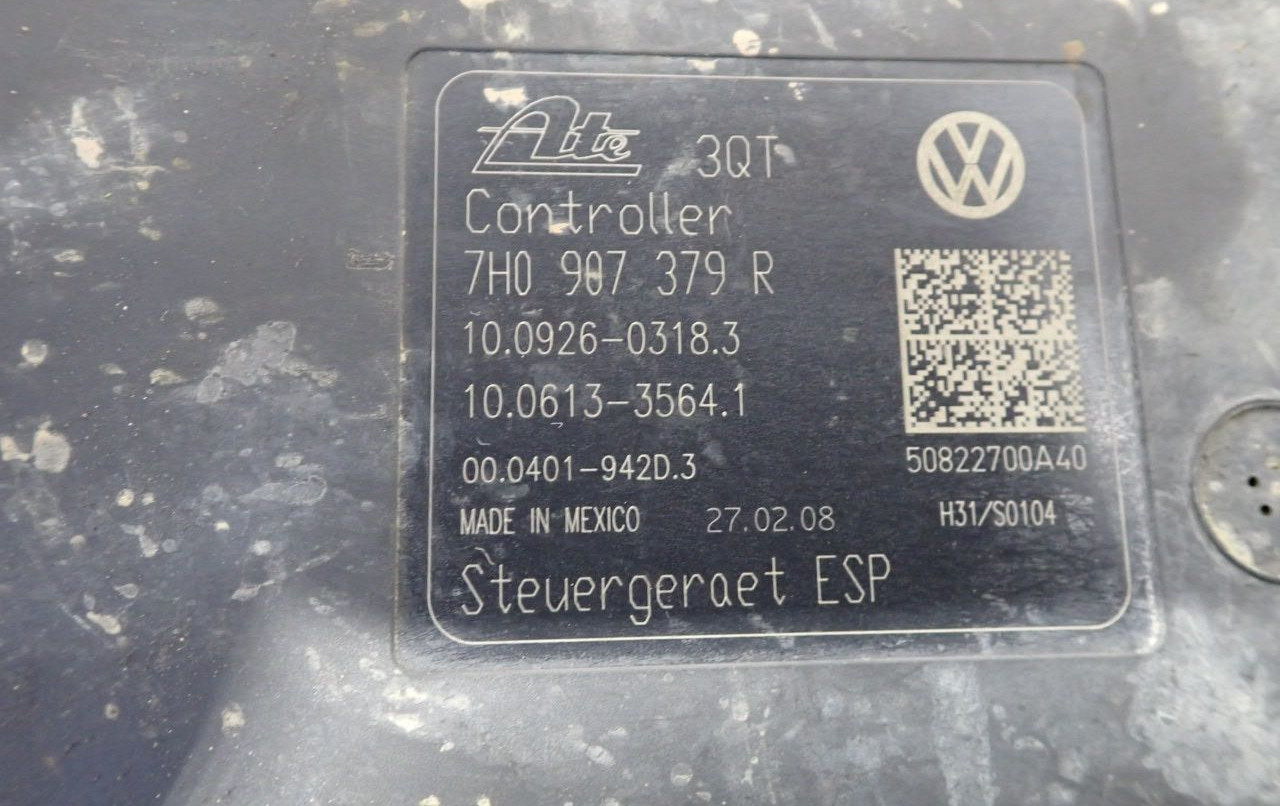 Ate 3QT
Controller
7H0 907 379 R
10.0926-0318.3
10.0613-3564.1
00.0401-942D.3
50822700A40
MADE IN MEXICO 27.02.08
H31/S0104
Steuergeraet ESP